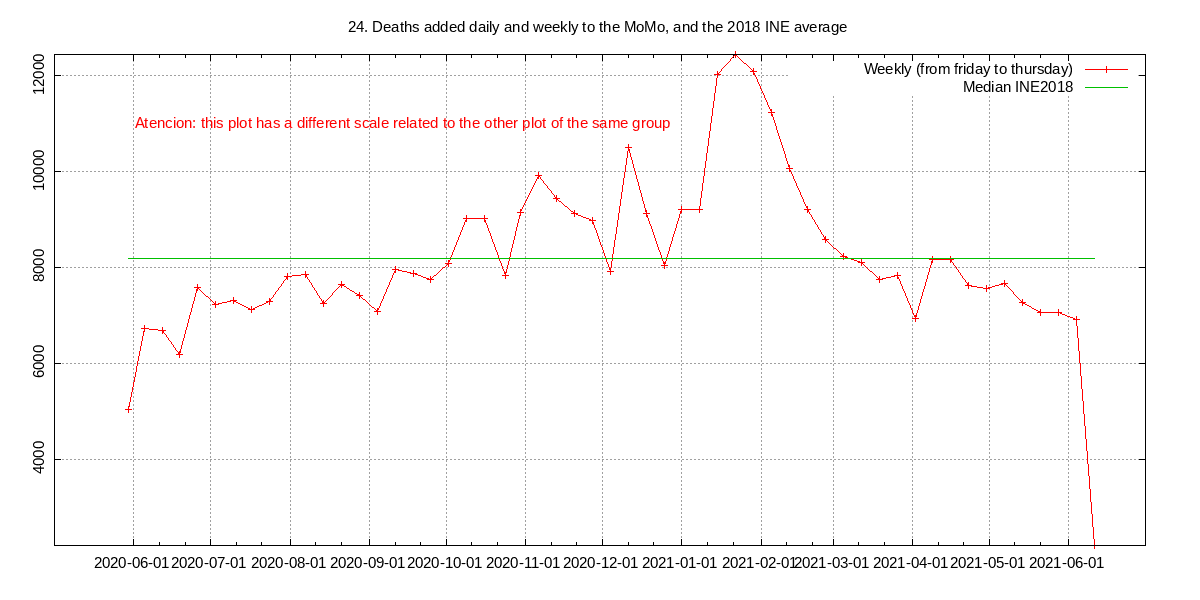 24. Deaths added daily and weekly to the MoMo, and the 2018 INE average
12000
Weekly (from friday to thursday)
Median INE2018
Atencion: this plot has a different scale related to the other plot of the same group
10000
8000
6000
4000
2020-06-01 2020-07-01 2020-08-01 2020-09-01 2020-10-01 2020-11-01 2020-12-01 2021-01-01 2021-02-01 2021-03-01 2021-04-01 2021-05-01 2021-06-01